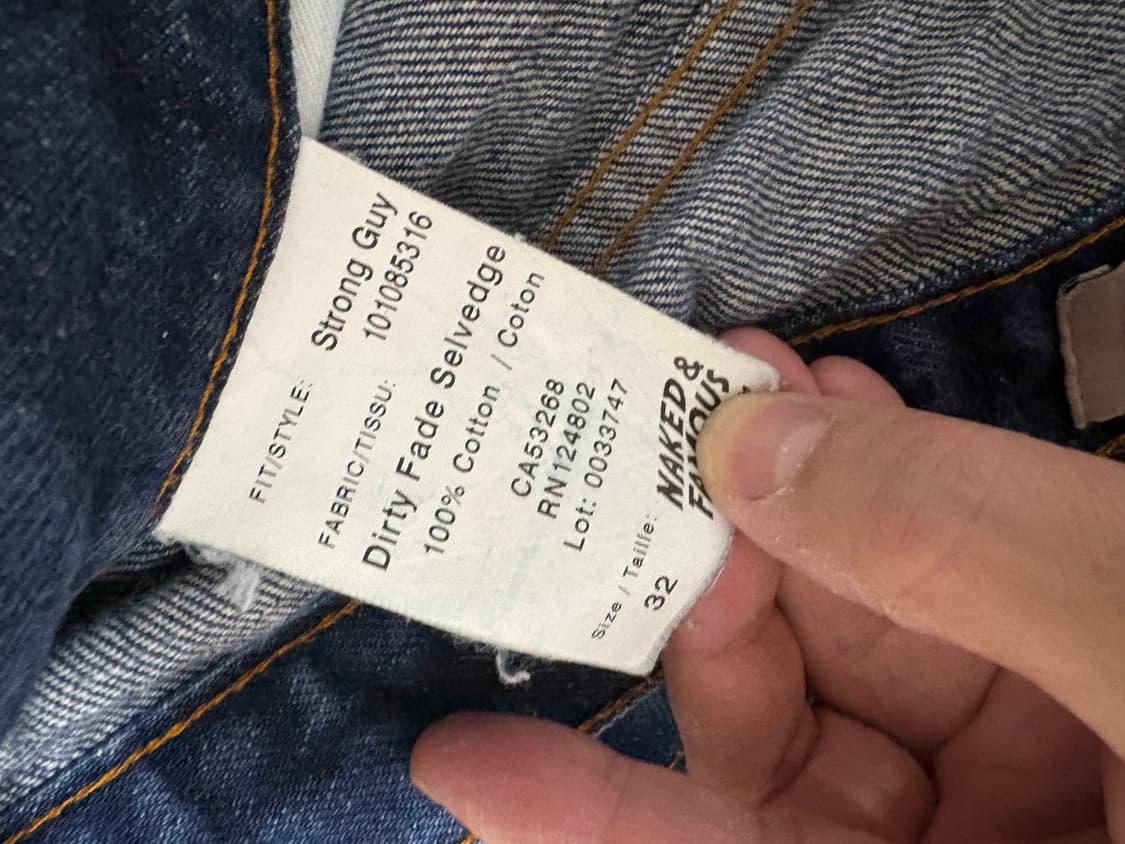 FIT/STYLE: Strong Guy
101085316
FABRIC/TISSU:
Dirty Fade Selvedge
100% Cotton / Coton
CA53268
RN124802
Lot: 0033747
Size / Taille:
32
NAKED &